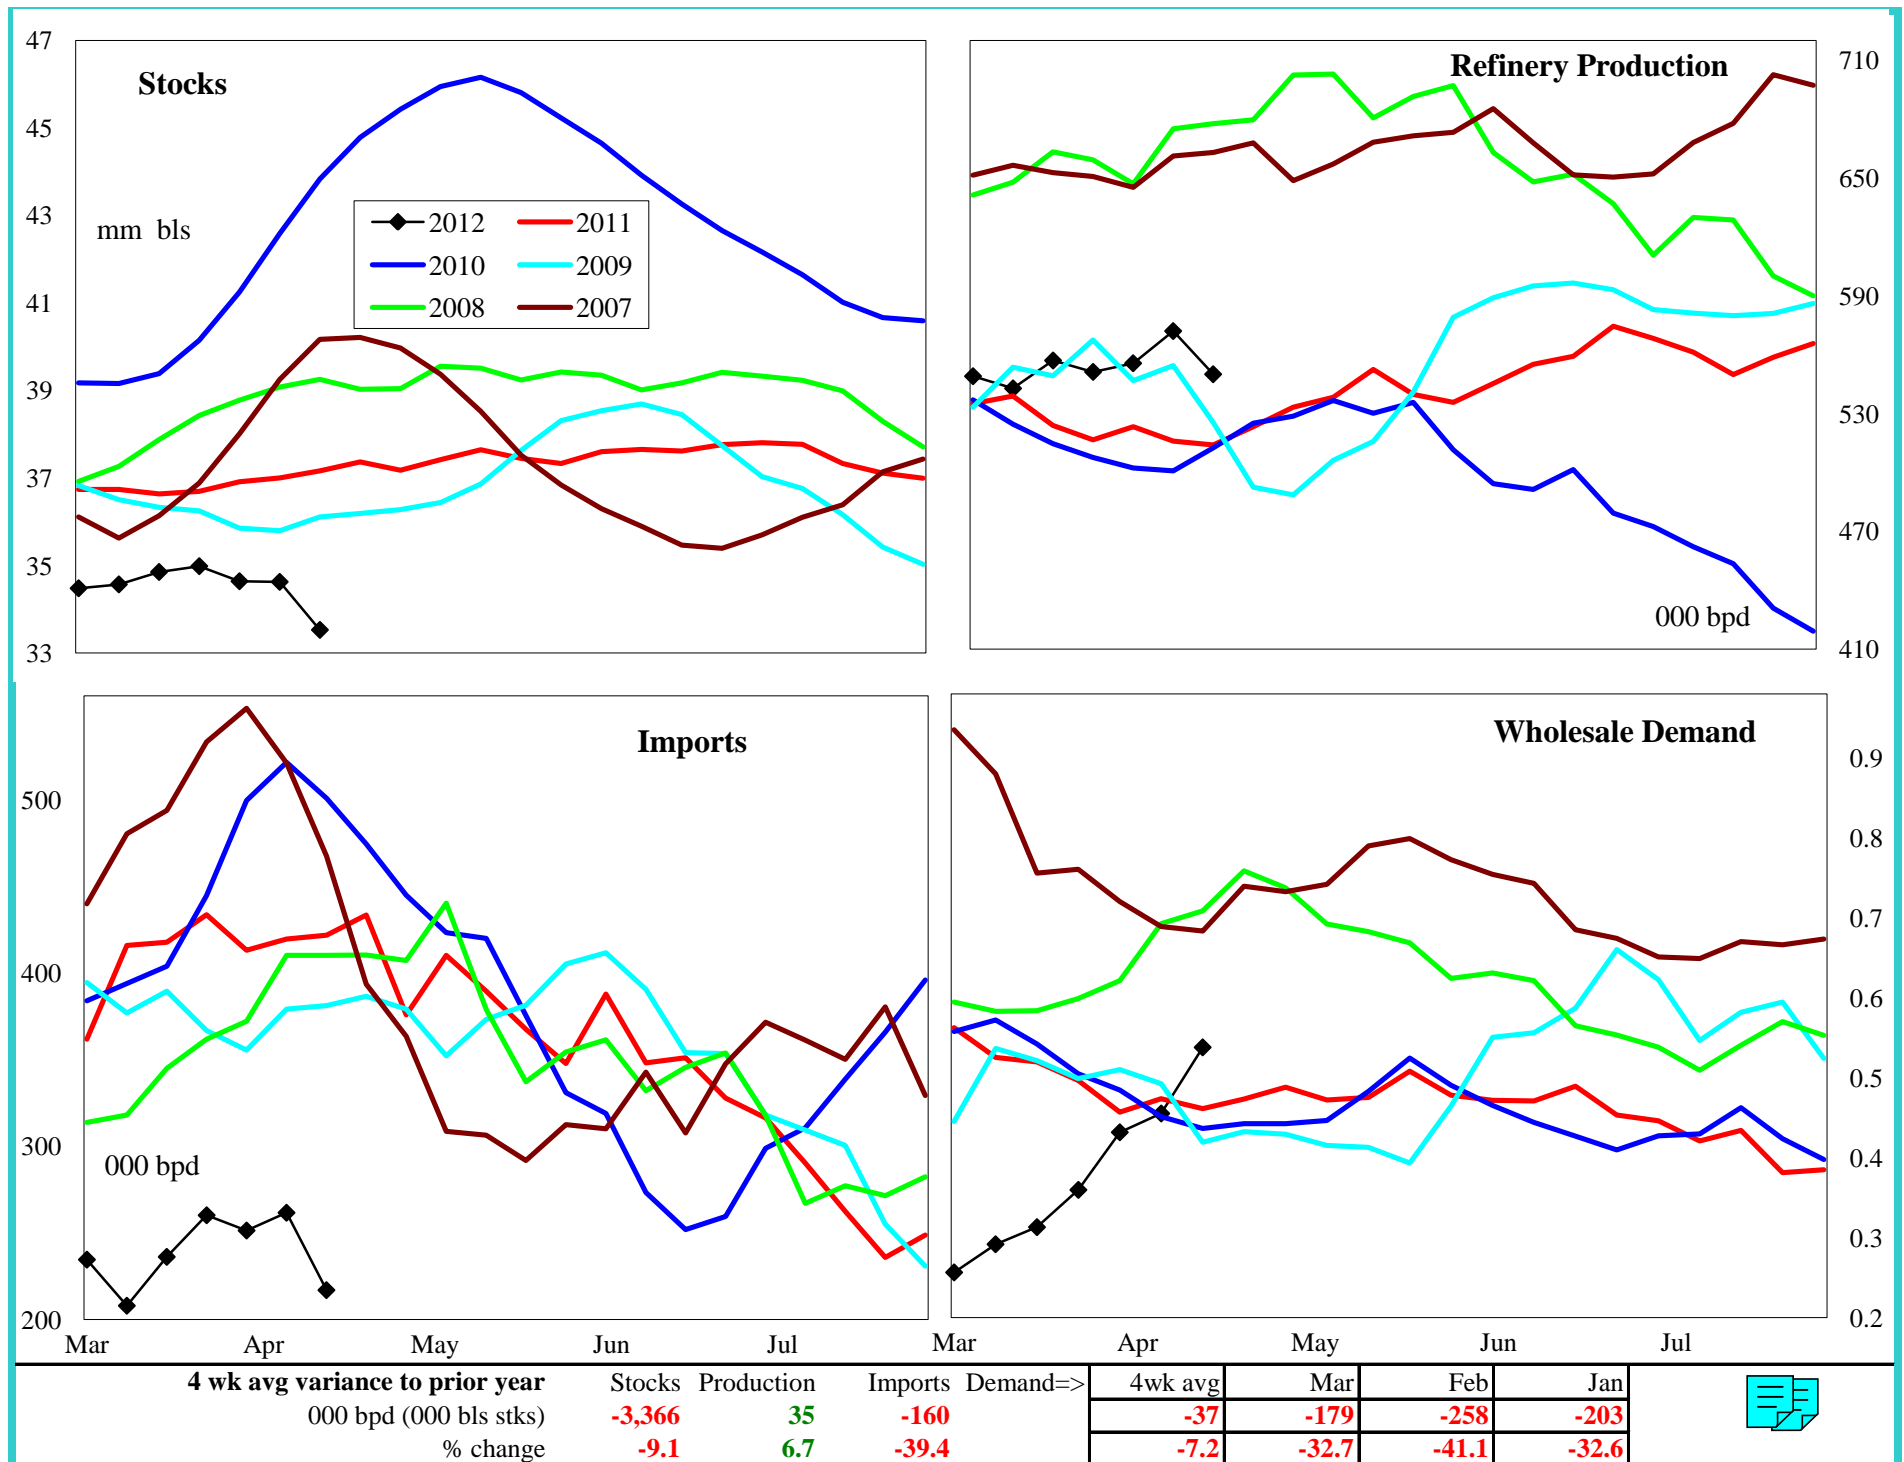 Stocks
47
45
43
41
39
37
35
33
mm bls
2012 2011
2010 2009
2008 2007
Refinery Production
710
650
590
530
470
410
000 bpd
Imports
500
400
300
200
000 bpd
Mar Apr May Jun Jul
Wholesale Demand
0.9
0.8
0.7
0.6
0.5
0.4
0.3
0.2
Mar Apr May Jun Jul
4 wk avg variance to prior year Stocks Production Imports Demand=> 4wk avg Mar Feb Jan
000 bpd (000 bls stks) -3,366 35 -160 -37 -179 -258 -203
% change -9.1 6.7 -39.4 -7.2 -32.7 -41.1 -32.6